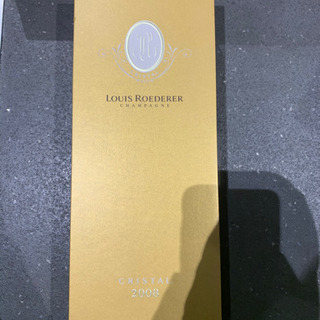 LOUIS ROEDERER
CHAMPAGNE
CRISTAL
2008